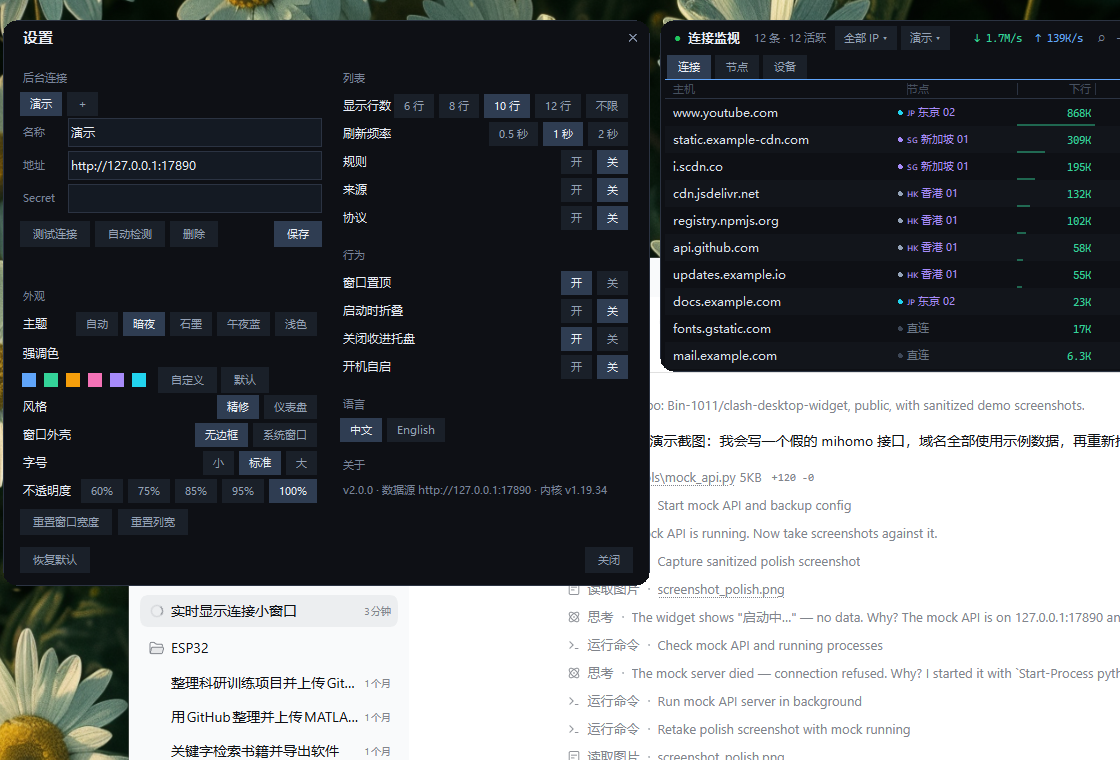 设置
后台连接
演示 +
名称 演示
地址 http://127.0.0.1:17890
Secret
测试连接 自动检测 删除 保存
外观
主题 自动 暗夜 石墨 午夜蓝 浅色
强调色
自定义 默认
风格 精修 仪表盘
窗口外壳 无边框 系统窗口
字号 小 标准 大
不透明度 60% 75% 85% 95% 100%
重置窗口宽度 重置列宽
恢复默认
列表
显示行数 6 行 8 行 10 行 12 行 不限
刷新频率 0.5 秒 1 秒 2 秒
规则 开 关
来源 开 关
协议 开 关
行为
窗口置顶 开 关
启动时折叠 开 关
关闭收进托盘 开 关
开机自启 开 关
语言
中文 English
关于
v2.0.0 · 数据源 http://127.0.0.1:17890 · 内核 v1.19.34
关闭
连接监视 12 条 · 12 活跃 全部 IP 演示 ↓ 1.7M/s ↑ 139K/s
连接 节点 设备
主机 节点 下行
www.youtube.com JP 东京 02 868K
static.example-cdn.com SG 新加坡 01 309K
i.scdn.co SG 新加坡 01 195K
cdn.jsdelivr.net HK 香港 01 132K
registry.npmjs.org HK 香港 01 102K
api.github.com HK 香港 01 58K
updates.example.io HK 香港 01 55K
docs.example.com JP 东京 02 23K
fonts.gstatic.com 直连 17K
mail.example.com 直连 6.3K
po: Bin-1011/clash-desktop-widget, public, with sanitized demo screenshots.
演示截图：我会写一个假的 mihomo 接口，域名全部使用示例数据，再重新
ls\mock_api.py 5KB +120 -0
Start mock API and backup config
ck API is running. Now take screenshots against it.
Capture sanitized polish screenshot
读取图片 · screenshot_polish.png
思考 · The widget shows "启动中..." — no data. Why? The mock API is on 127.0.0.1:17890 an
运行命令 · Check mock API and running processes
思考 · The mock server died — connection refused. Why? I started it with `Start-Process pyth
运行命令 · Run mock API server in background
运行命令 · Retake polish screenshot with mock running
读取图片 · screenshot_polish.png
实时显示连接小窗口 3分钟
ESP32
整理科研训练项目并上传Git... 1个月
用GitHub整理并上传MATLA... 1个月
关键字检索书籍并导出软件 1个月